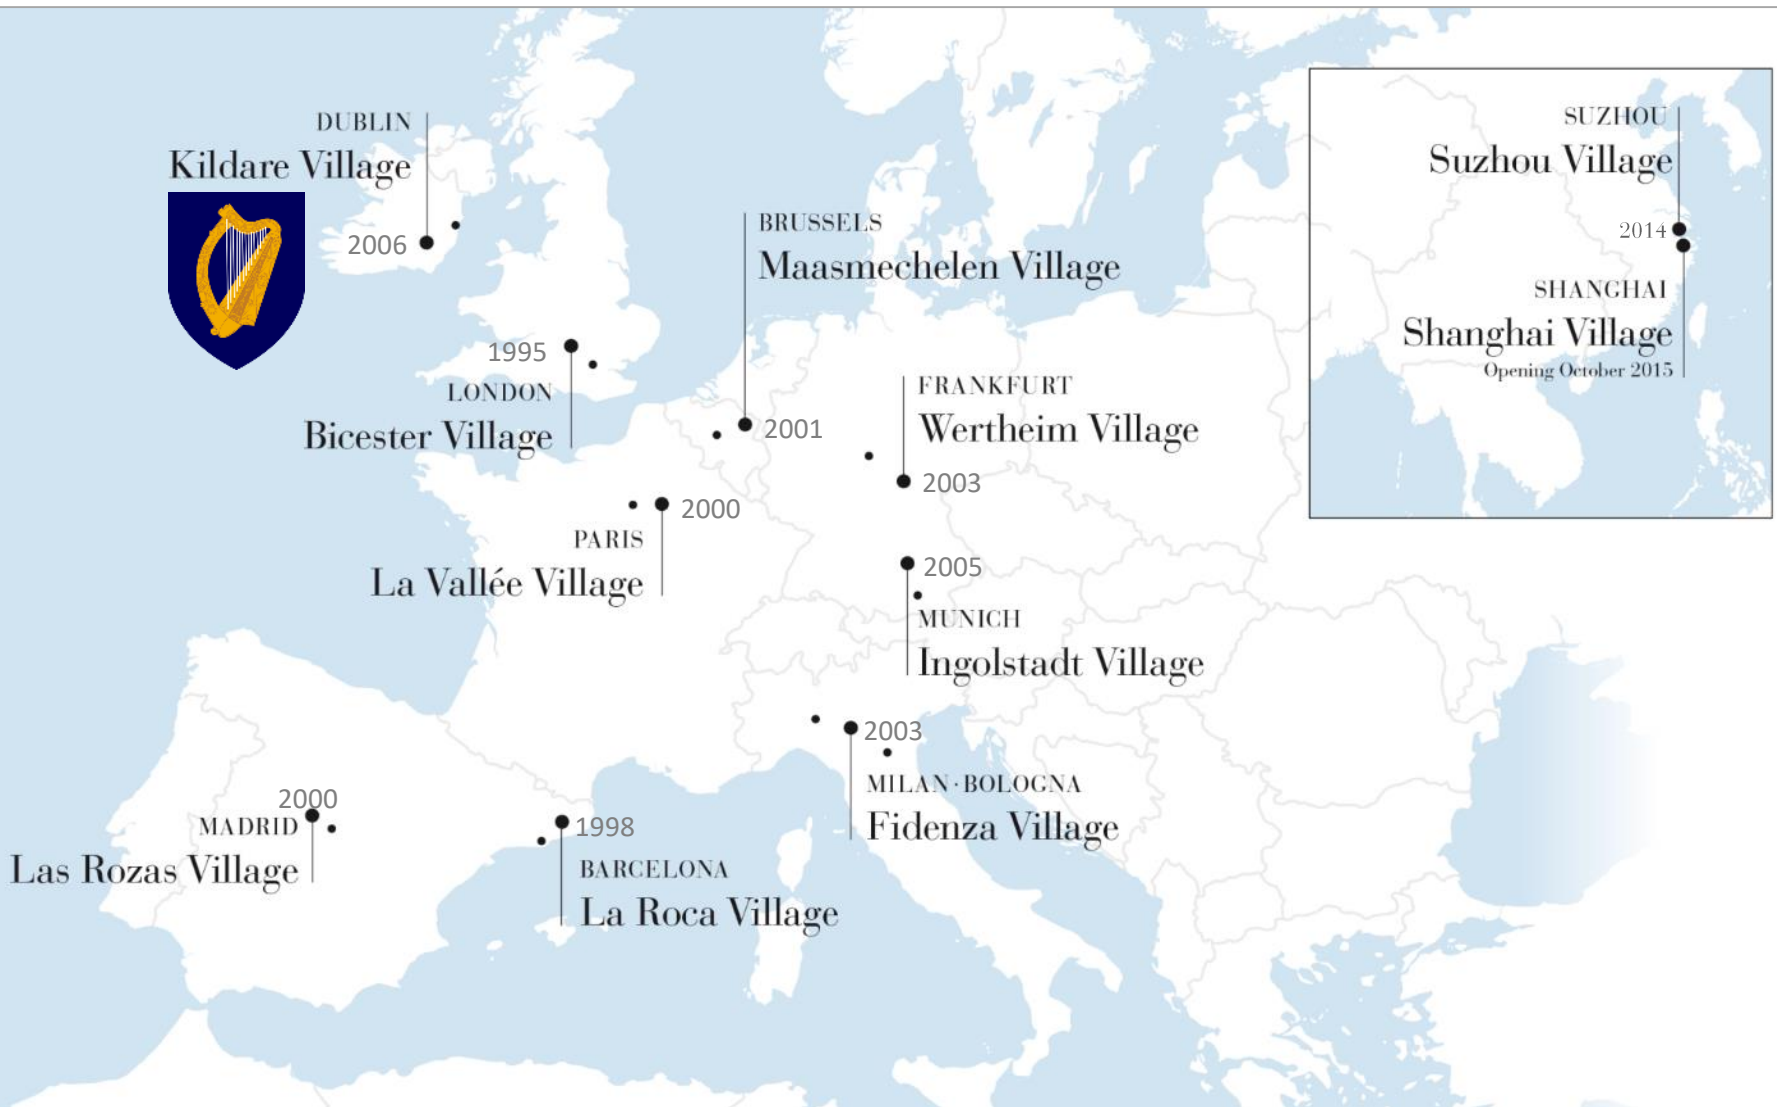 DUBLIN
Kildare Village
2006
SUZHOU
Suzhou Village
2014
SHANGHAI
Shanghai Village
Opening October 2015
BRUSSELS
Maasmechelen Village
2001
1995
LONDON
Bicester Village
FRANKFURT
Wertheim Village
2003
2000
PARIS
La Vallée Village
2005
MUNICH
Ingolstadt Village
2003
MILAN·BOLOGNA
Fidenza Village
2000
MADRID
Las Rozas Village
1998
BARCELONA
La Roca Village